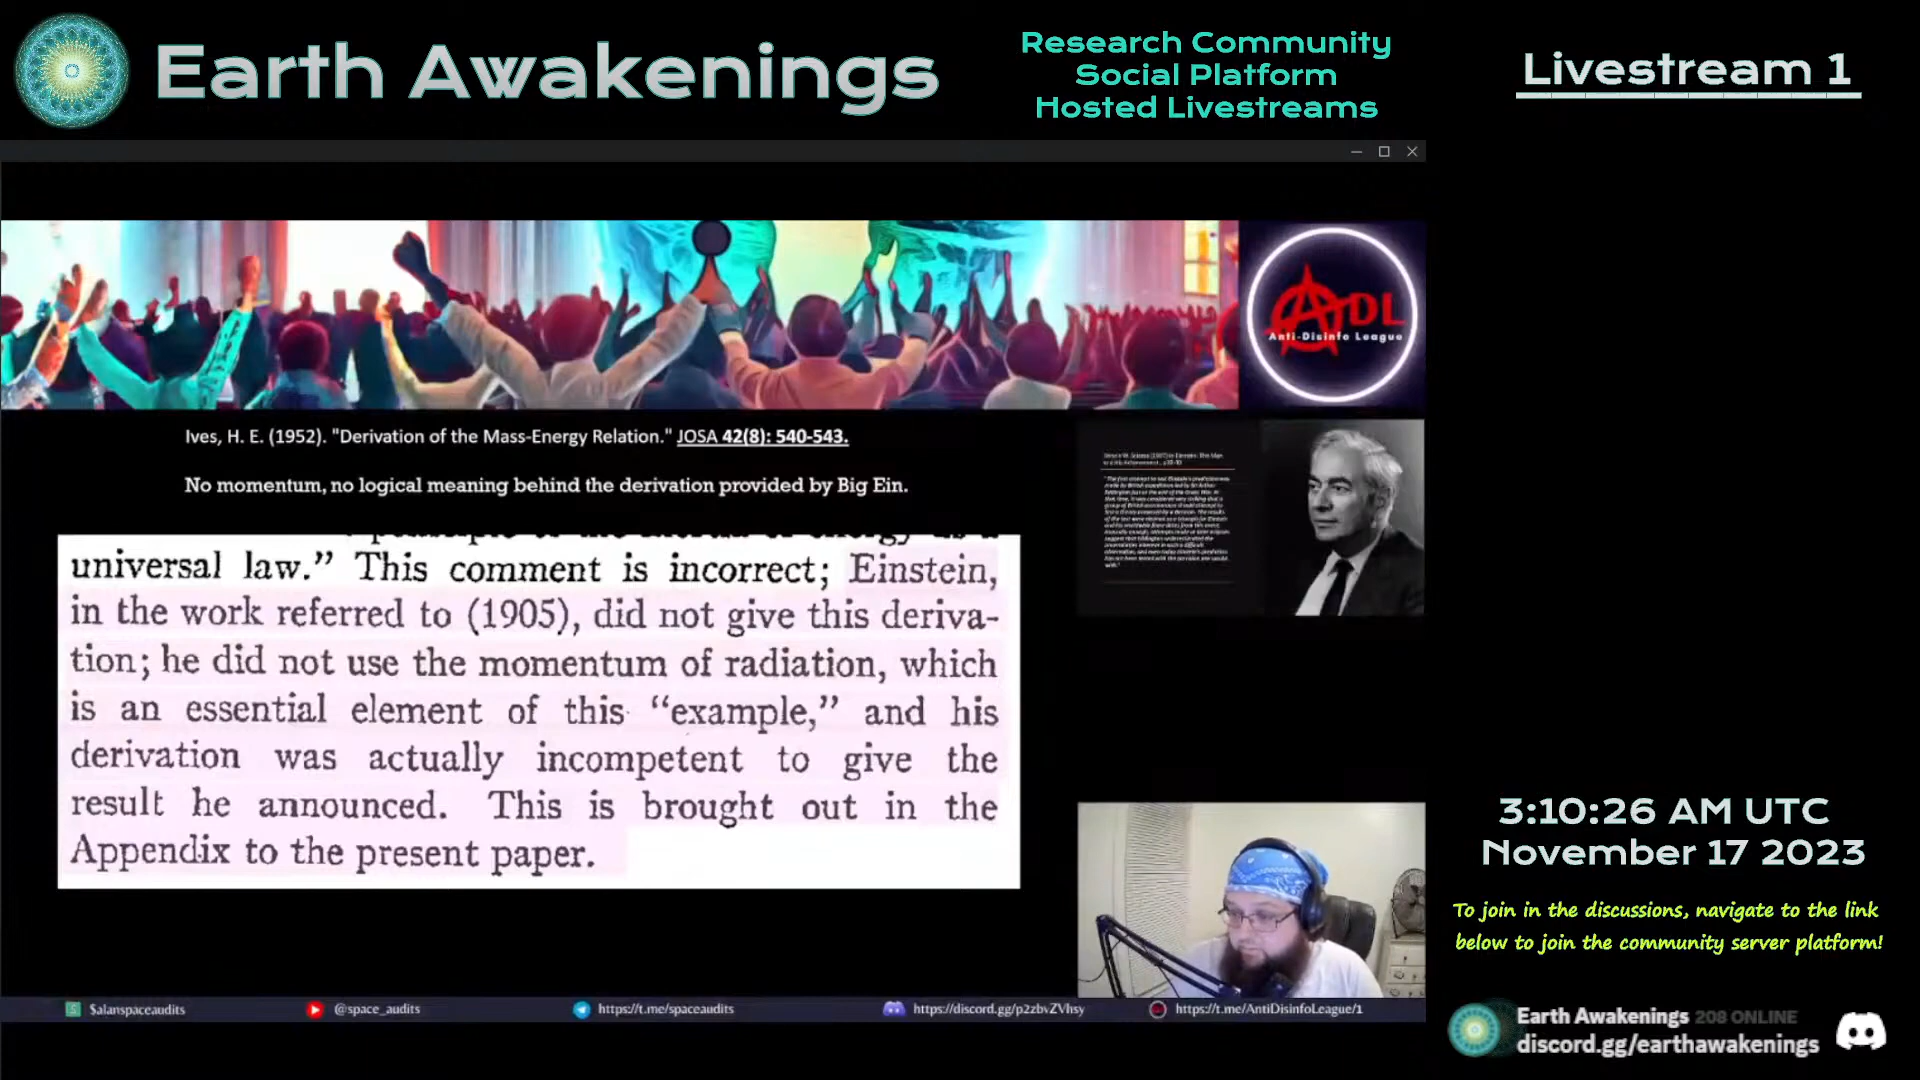 Earth Awakenings
Research Community
Social Platform
Hosted Livestreams
Livestream 1
ADL
Anti-Disinfo League
Ives, H. E. (1952). "Derivation of the Mass-Energy Relation." JOSA 42(8): 540-543.
No momentum, no logical meaning behind the derivation provided by Big Ein.
universal law.” This comment is incorrect; Einstein,
in the work referred to (1905), did not give this deriva-
tion; he did not use the momentum of radiation, which
is an essential element of this “example,” and his
derivation was actually incompetent to give the
result he announced. This is brought out in the
Appendix to the present paper.
3:10:26 AM UTC
November 17 2023
To join in the discussions, navigate to the link
below to join the community server platform!
$alanspaceaudits
@space_audits
https://t.me/spaceaudits
https://discord.gg/p2zbvZVhsy
https://t.me/AntiDisinfoLeague/1
Earth Awakenings 208 ONLINE
discord.gg/earthawakenings